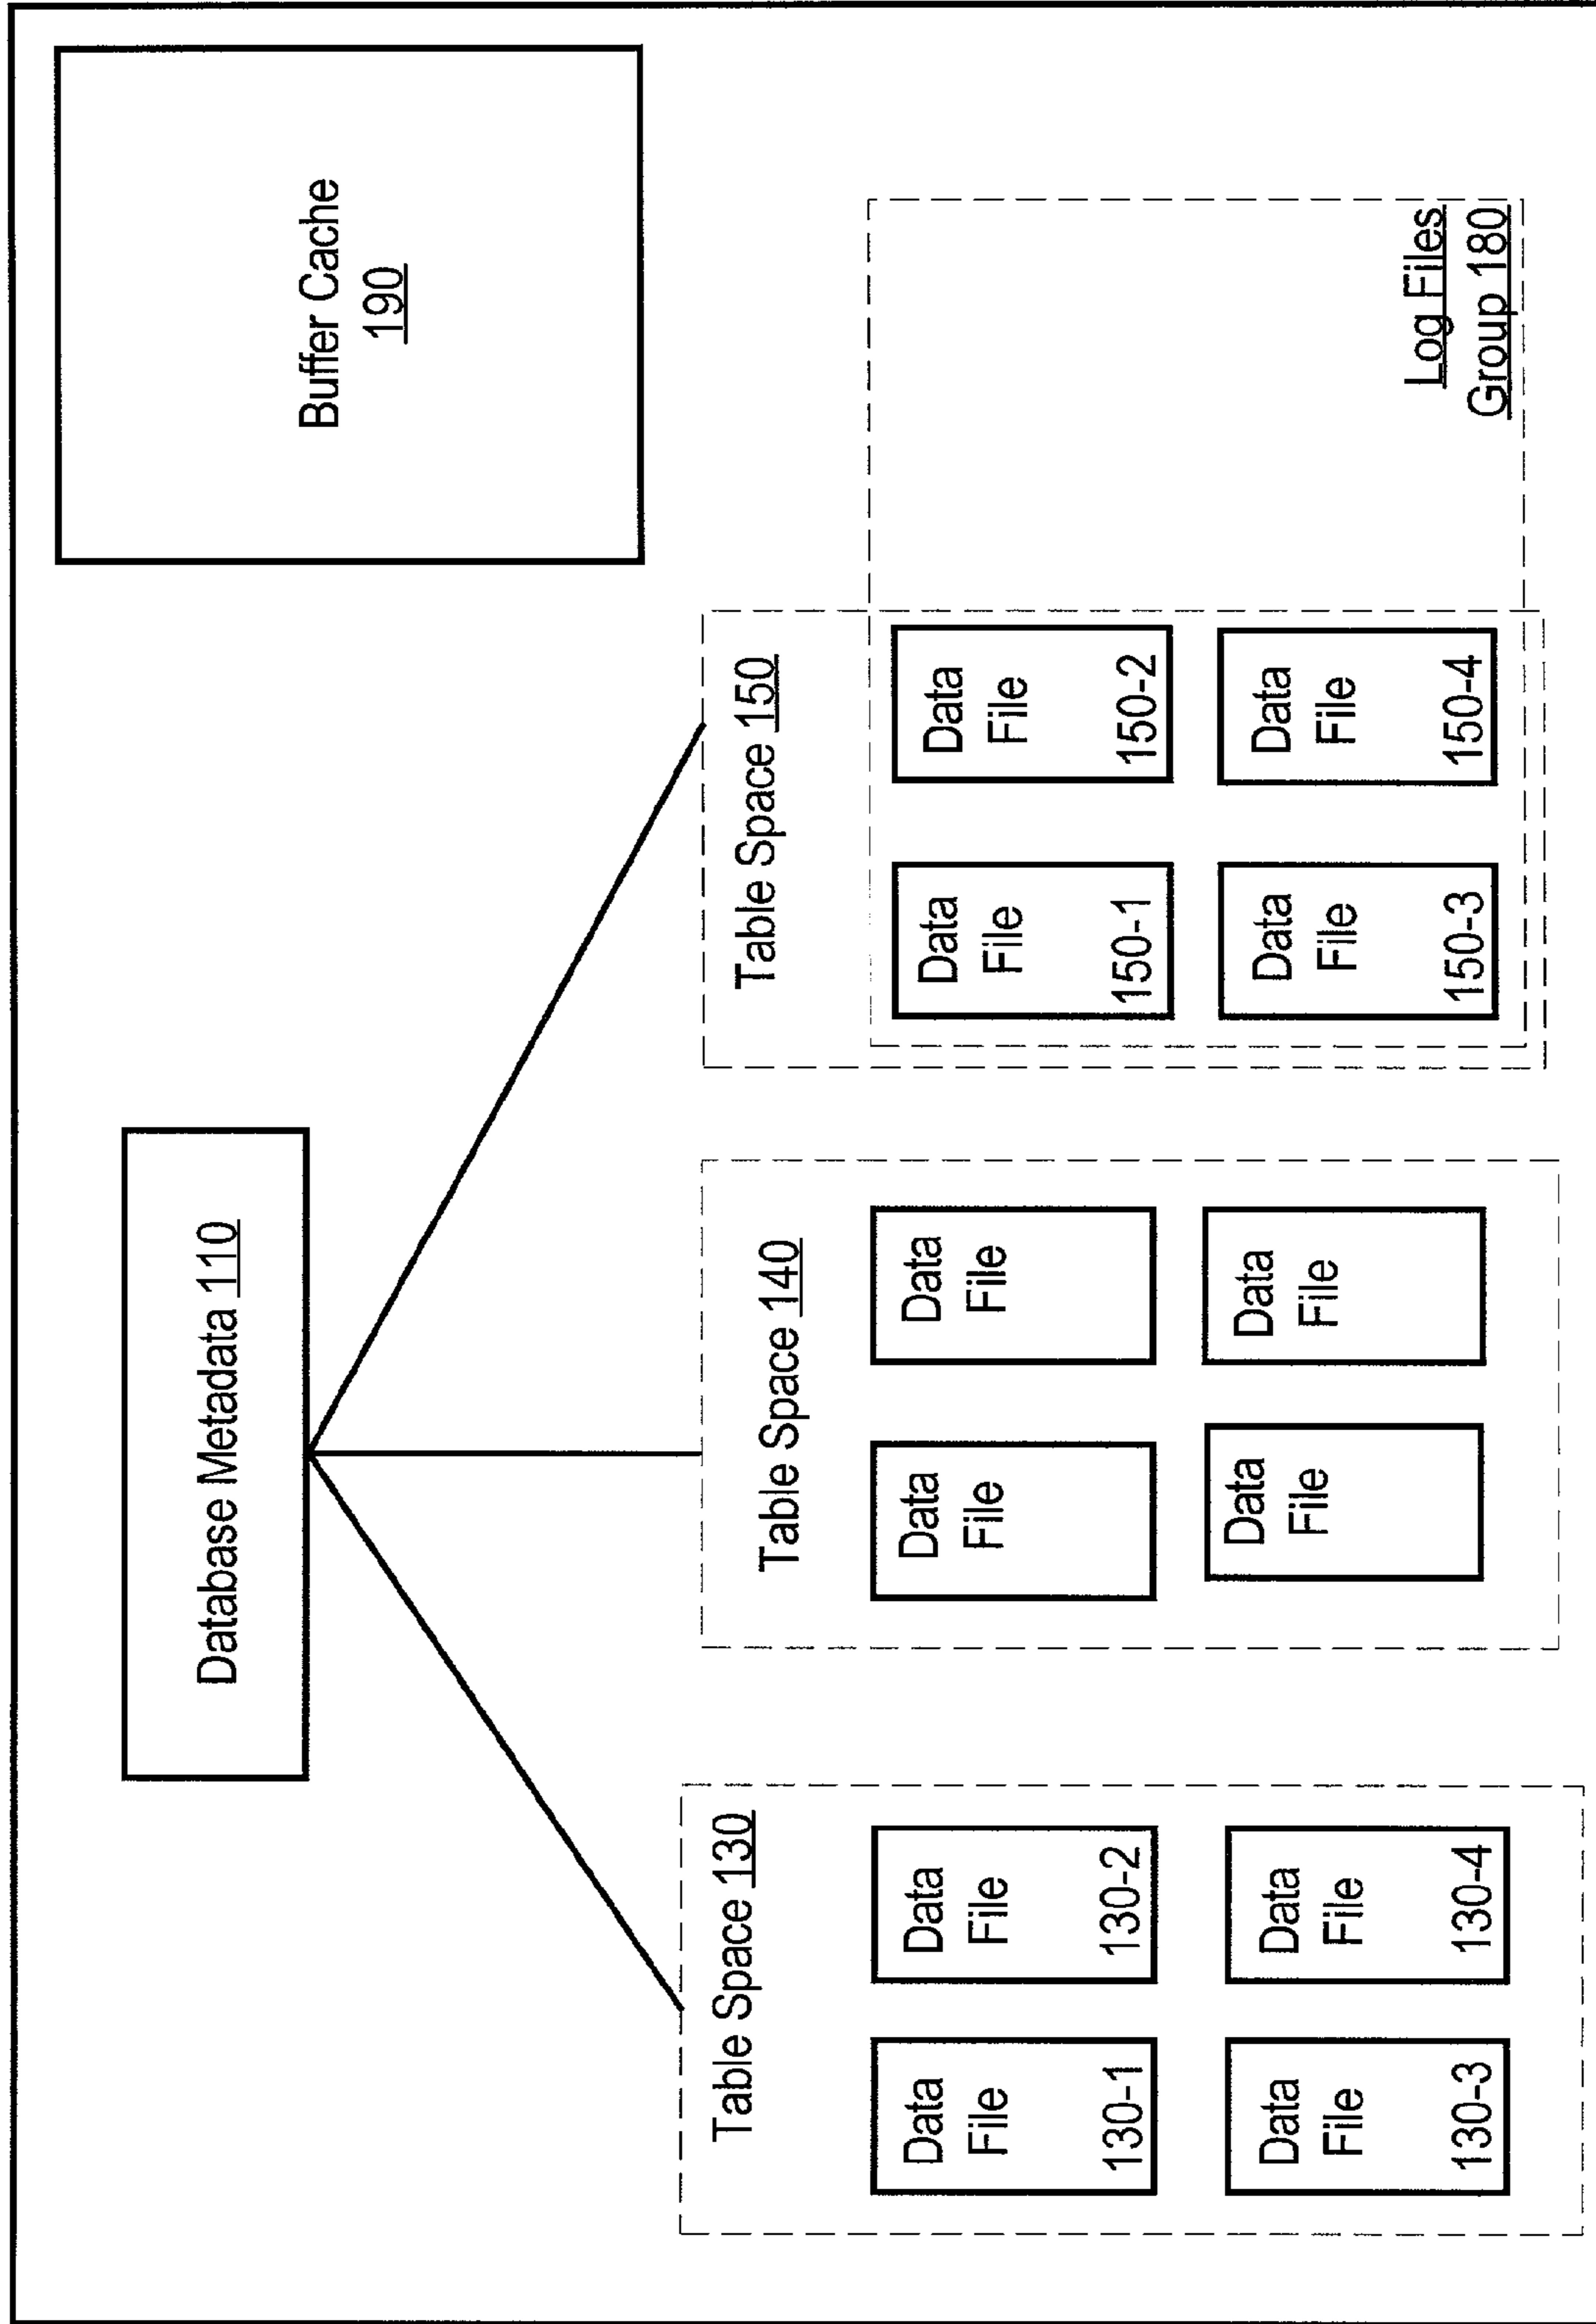 Database Metadata 110
Buffer Cache
190
Table Space 130
Data
File
130-1
Data
File
130-2
Data
File
130-3
Data
File
130-4
Table Space 140
Data
File
Data
File
Data
File
Data
File
Table Space 150
Data
File
150-1
Data
File
150-2
Data
File
150-3
Data
File
150-4
Log Files
Group 180